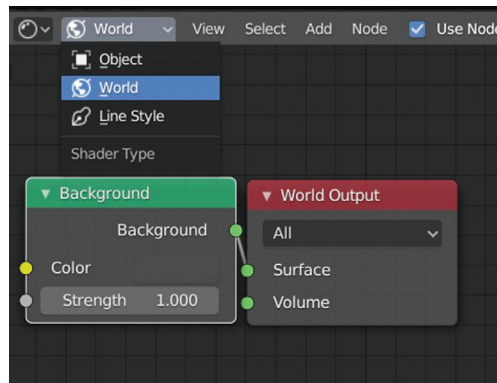 World View Select Add Node Use Node
Object
World
Line Style
Shader Type
Background
World Output
Background
All
Color
Surface
Strength 1.000
Volume